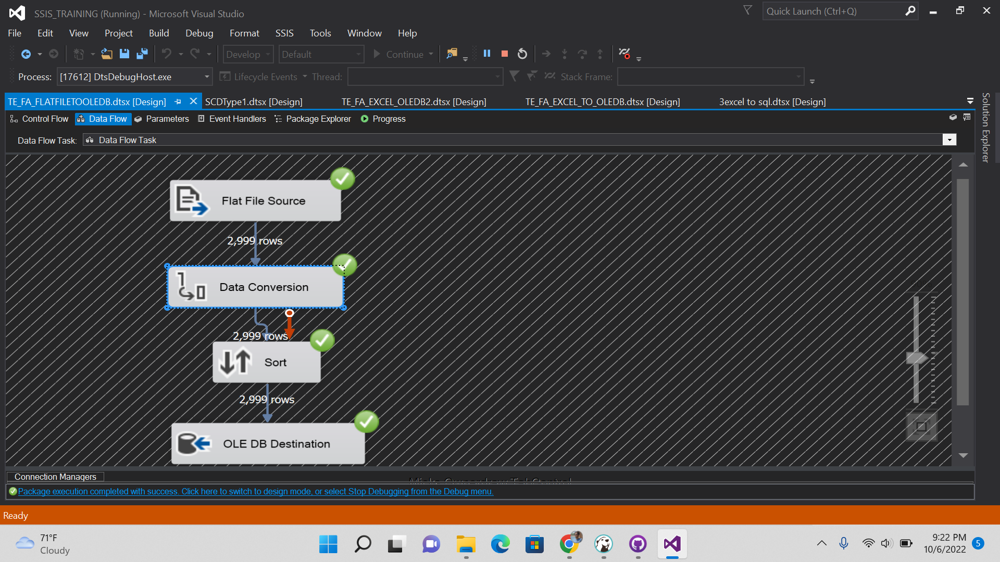 SSIS_TRAINING (Running) - Microsoft Visual Studio
Quick Launch (Ctrl+Q)
File Edit View Project Build Debug Format SSIS Tools Window Help
Develop Default Continue
Process: [17612] DtsDebugHost.exe Lifecycle Events Thread: Stack Frame:
TE_FA_FLATFILETOOLEDB.dtsx [Design] SCDType1.dtsx [Design] TE_FA_EXCEL_OLEDB2.dtsx [Design] TE_FA_EXCEL_TO_OLEDB.dtsx [Design] 3excel to sql.dtsx [Design]
Solution Explorer
Control Flow Data Flow Parameters Event Handlers Package Explorer Progress
Data Flow Task: Data Flow Task
Flat File Source
2,999 rows
Data Conversion
2,999 rows
Sort
2,999 rows
OLE DB Destination
Connection Managers
Package execution completed with success. Click here to switch to design mode, or select Stop Debugging from the Debug menu.
Ready
71°F
Cloudy
9:22 PM
10/6/2022
5